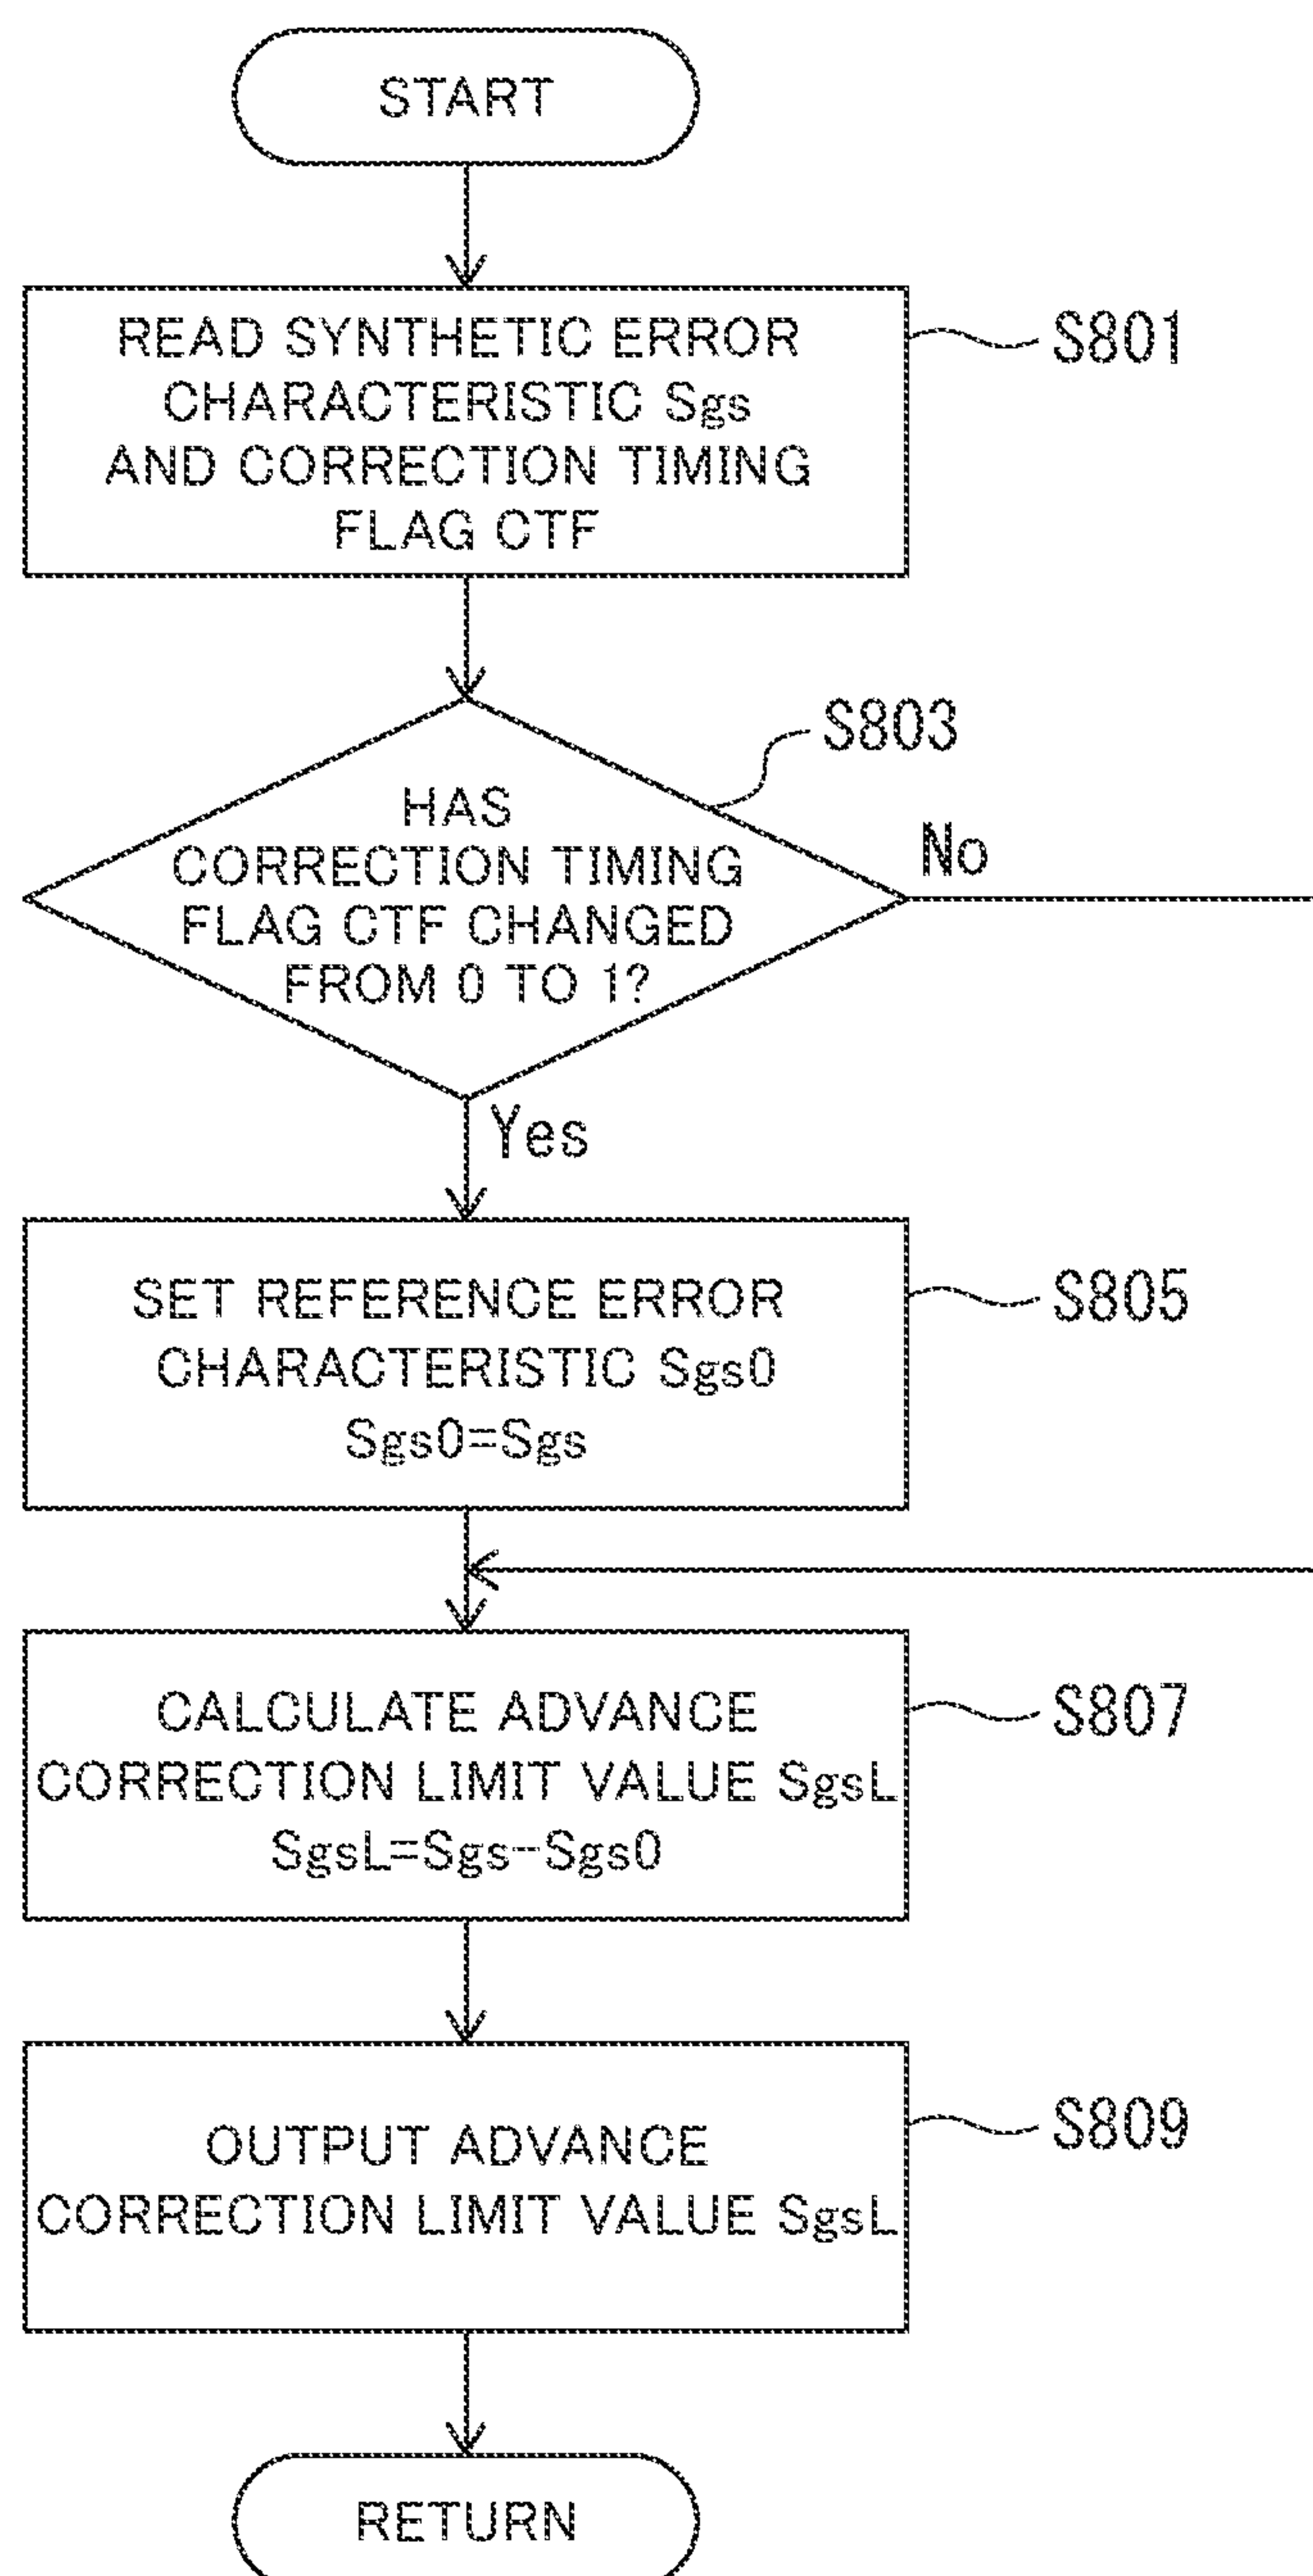 START
READ SYNTHETIC ERROR
CHARACTERISTIC Sgs
AND CORRECTION TIMING
FLAG CTF
S801
HAS
CORRECTION TIMING
FLAG CTF CHANGED
FROM 0 TO 1?
S803
No
Yes
SET REFERENCE ERROR
CHARACTERISTIC Sgs0
Sgs0=Sgs
S805
CALCULATE ADVANCE
CORRECTION LIMIT VALUE SgsL
SgsL=Sgs-Sgs0
S807
OUTPUT ADVANCE
CORRECTION LIMIT VALUE SgsL
S809
RETURN